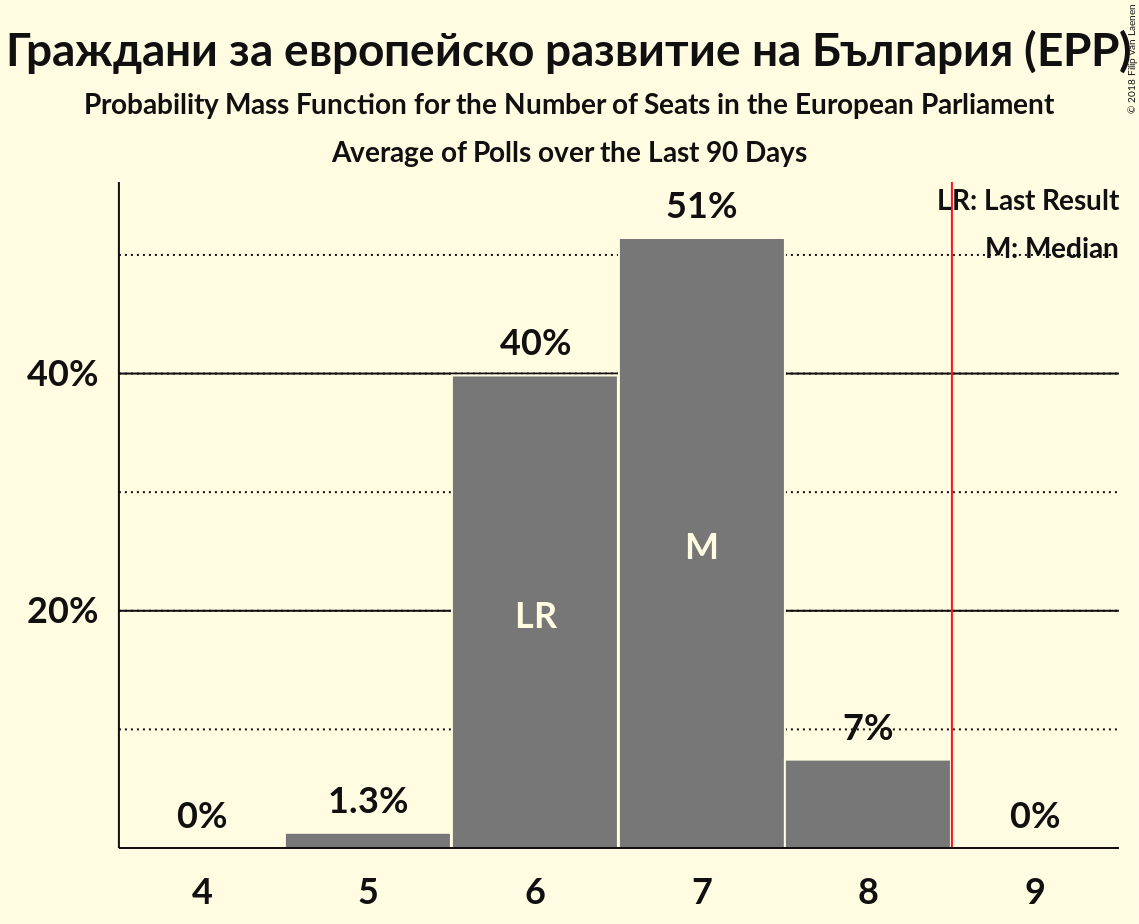 Граждани за европейско развитие на България (EPP)
Probability Mass Function for the Number of Seats in the European Parliament
Average of Polls over the Last 90 Days
© 2018 Filip van Laenen
LR: Last Result
M: Median
51%
40%
40%
M
20%
LR
7%
1.3%
0%
0%
4 5 6 7 8 9